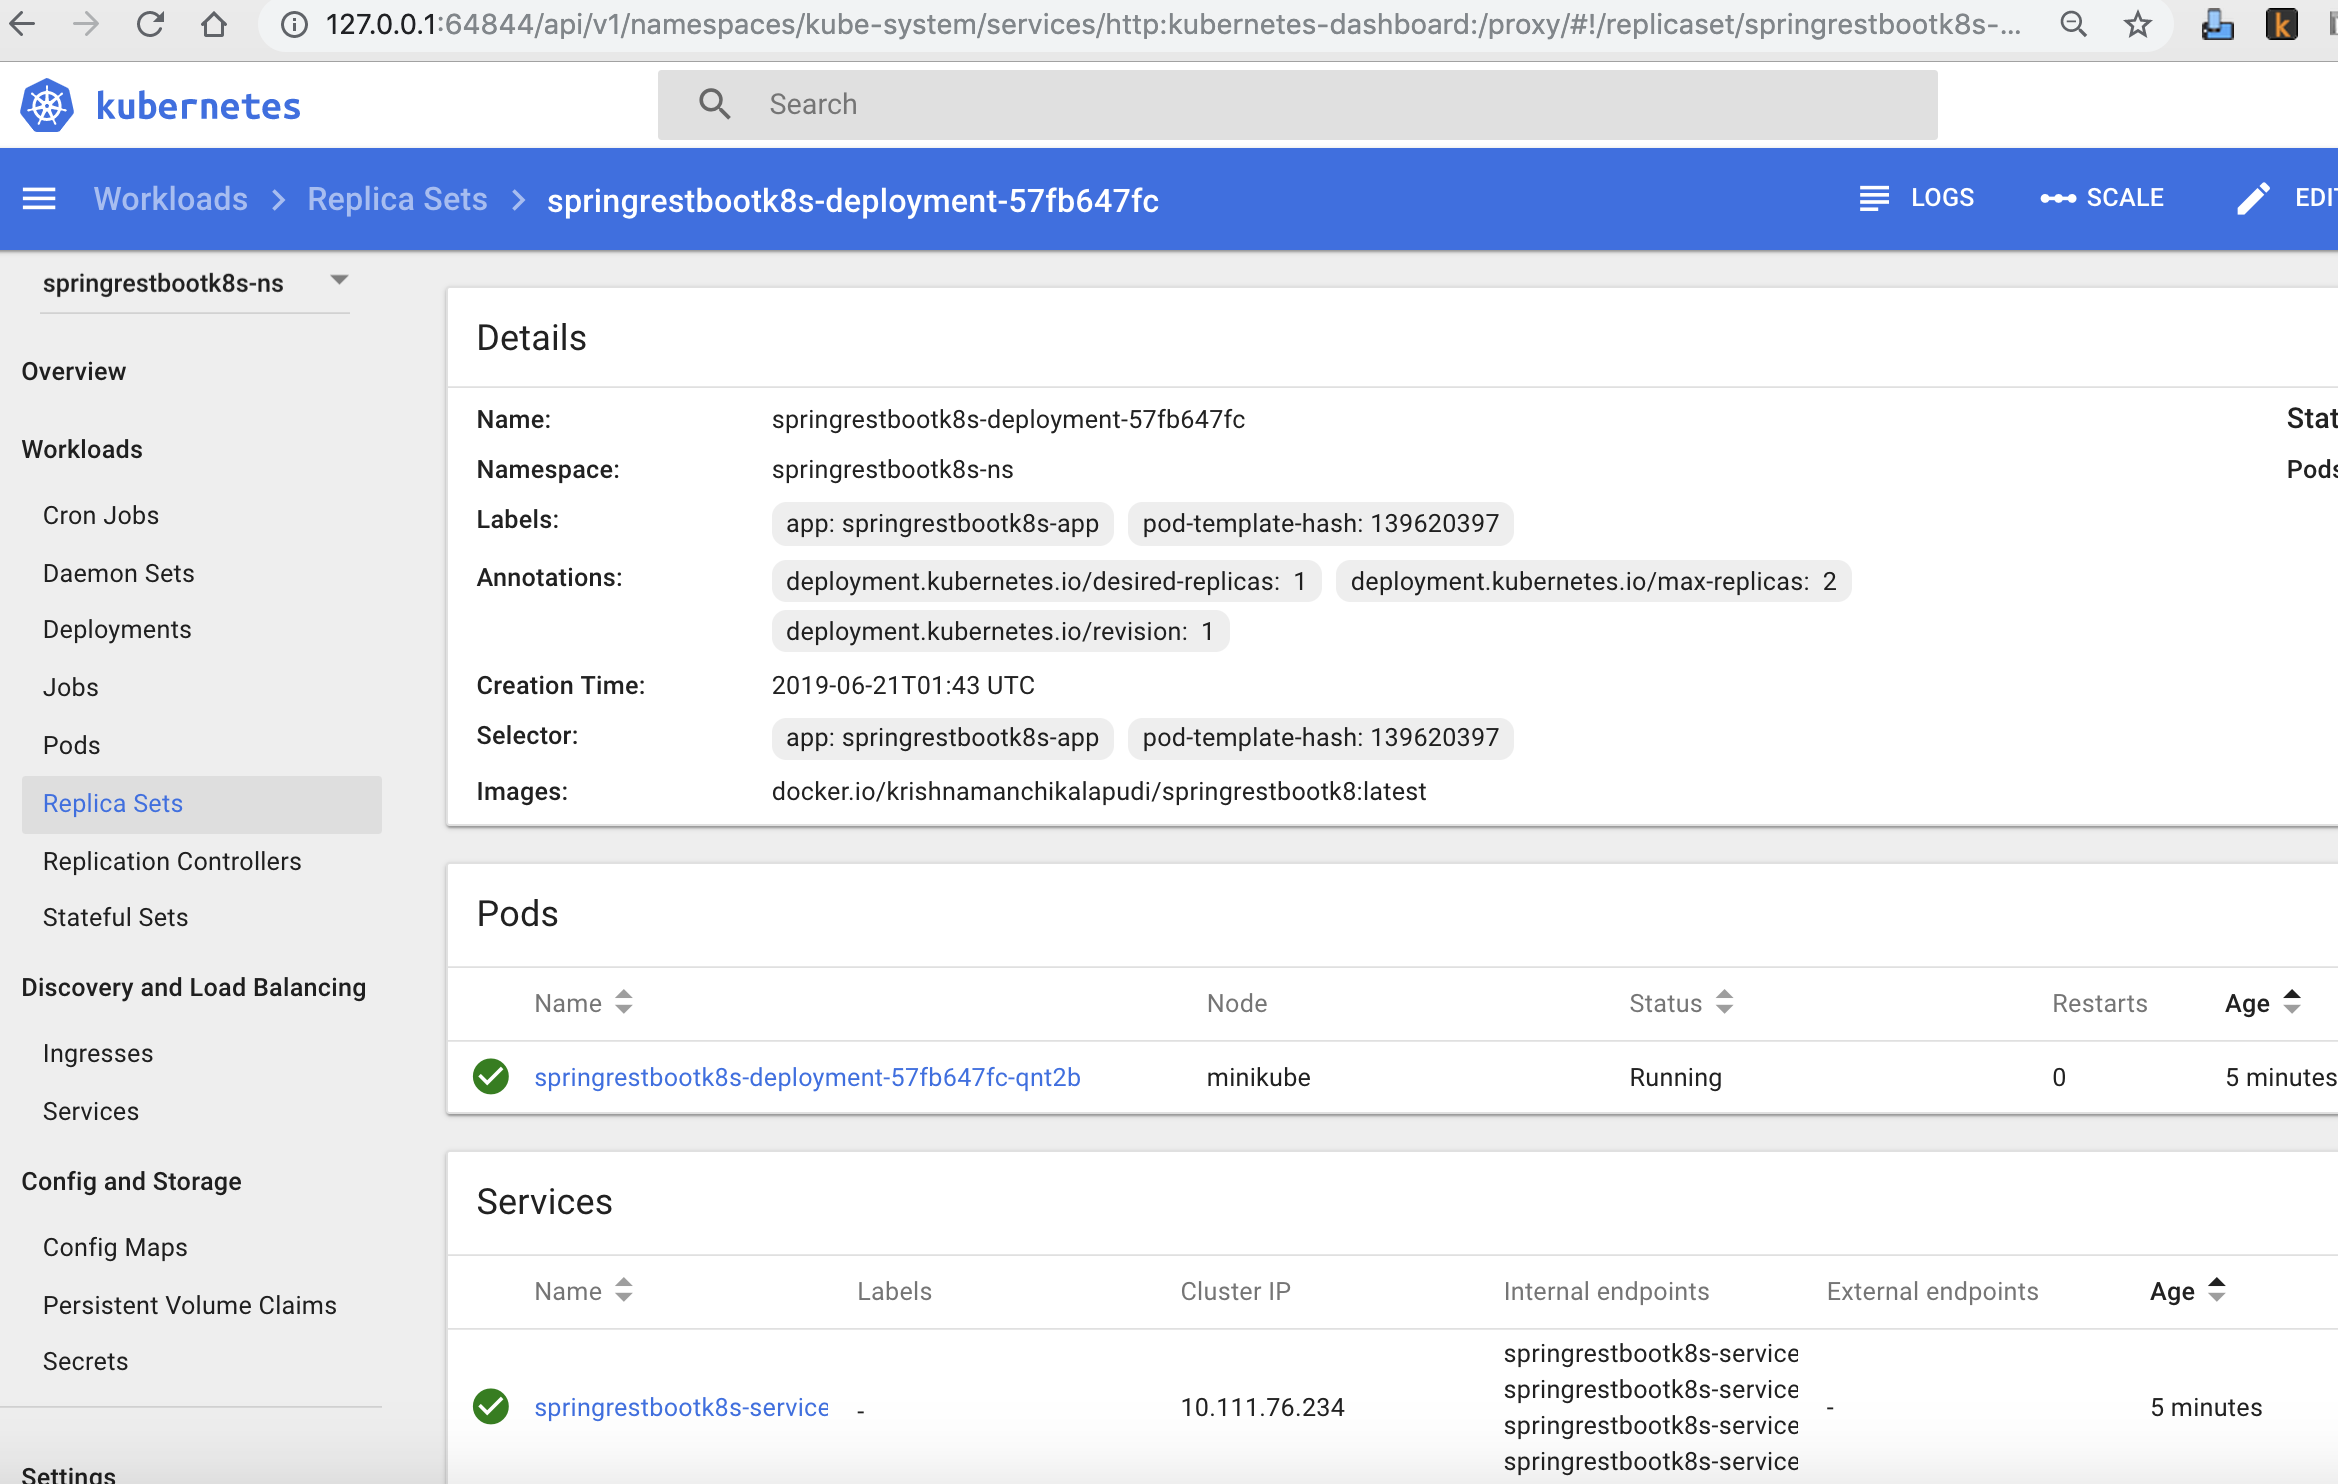 127.0.0.1:64844/api/v1/namespaces/kube-system/services/http:kubernetes-dashboard:/proxy/#!/replicaset/springrestbootk8s-...
k
kubernetes
Search
Workloads > Replica Sets > springrestbootk8s-deployment-57fb647fc
LOGS
SCALE
EDI
springrestbootk8s-ns
Overview
Workloads
Cron Jobs
Daemon Sets
Deployments
Jobs
Pods
Replica Sets
Replication Controllers
Stateful Sets
Discovery and Load Balancing
Ingresses
Services
Config and Storage
Config Maps
Persistent Volume Claims
Secrets
Settings
Details
Name: springrestbootk8s-deployment-57fb647fc
Stat
Namespace: springrestbootk8s-ns
Pods
Labels: app: springrestbootk8s-app pod-template-hash: 139620397
Annotations: deployment.kubernetes.io/desired-replicas: 1 deployment.kubernetes.io/max-replicas: 2
deployment.kubernetes.io/revision: 1
Creation Time: 2019-06-21T01:43 UTC
Selector: app: springrestbootk8s-app pod-template-hash: 139620397
Images: docker.io/krishnamanchikalapudi/springrestbootk8:latest
Pods
Name Node Status Restarts Age
springrestbootk8s-deployment-57fb647fc-qnt2b minikube Running 0 5 minutes
Services
Name Labels Cluster IP Internal endpoints External endpoints Age
springrestbootk8s-service - 10.111.76.234 springrestbootk8s-service - 5 minutes
springrestbootk8s-service
springrestbootk8s-service
springrestbootk8s-service